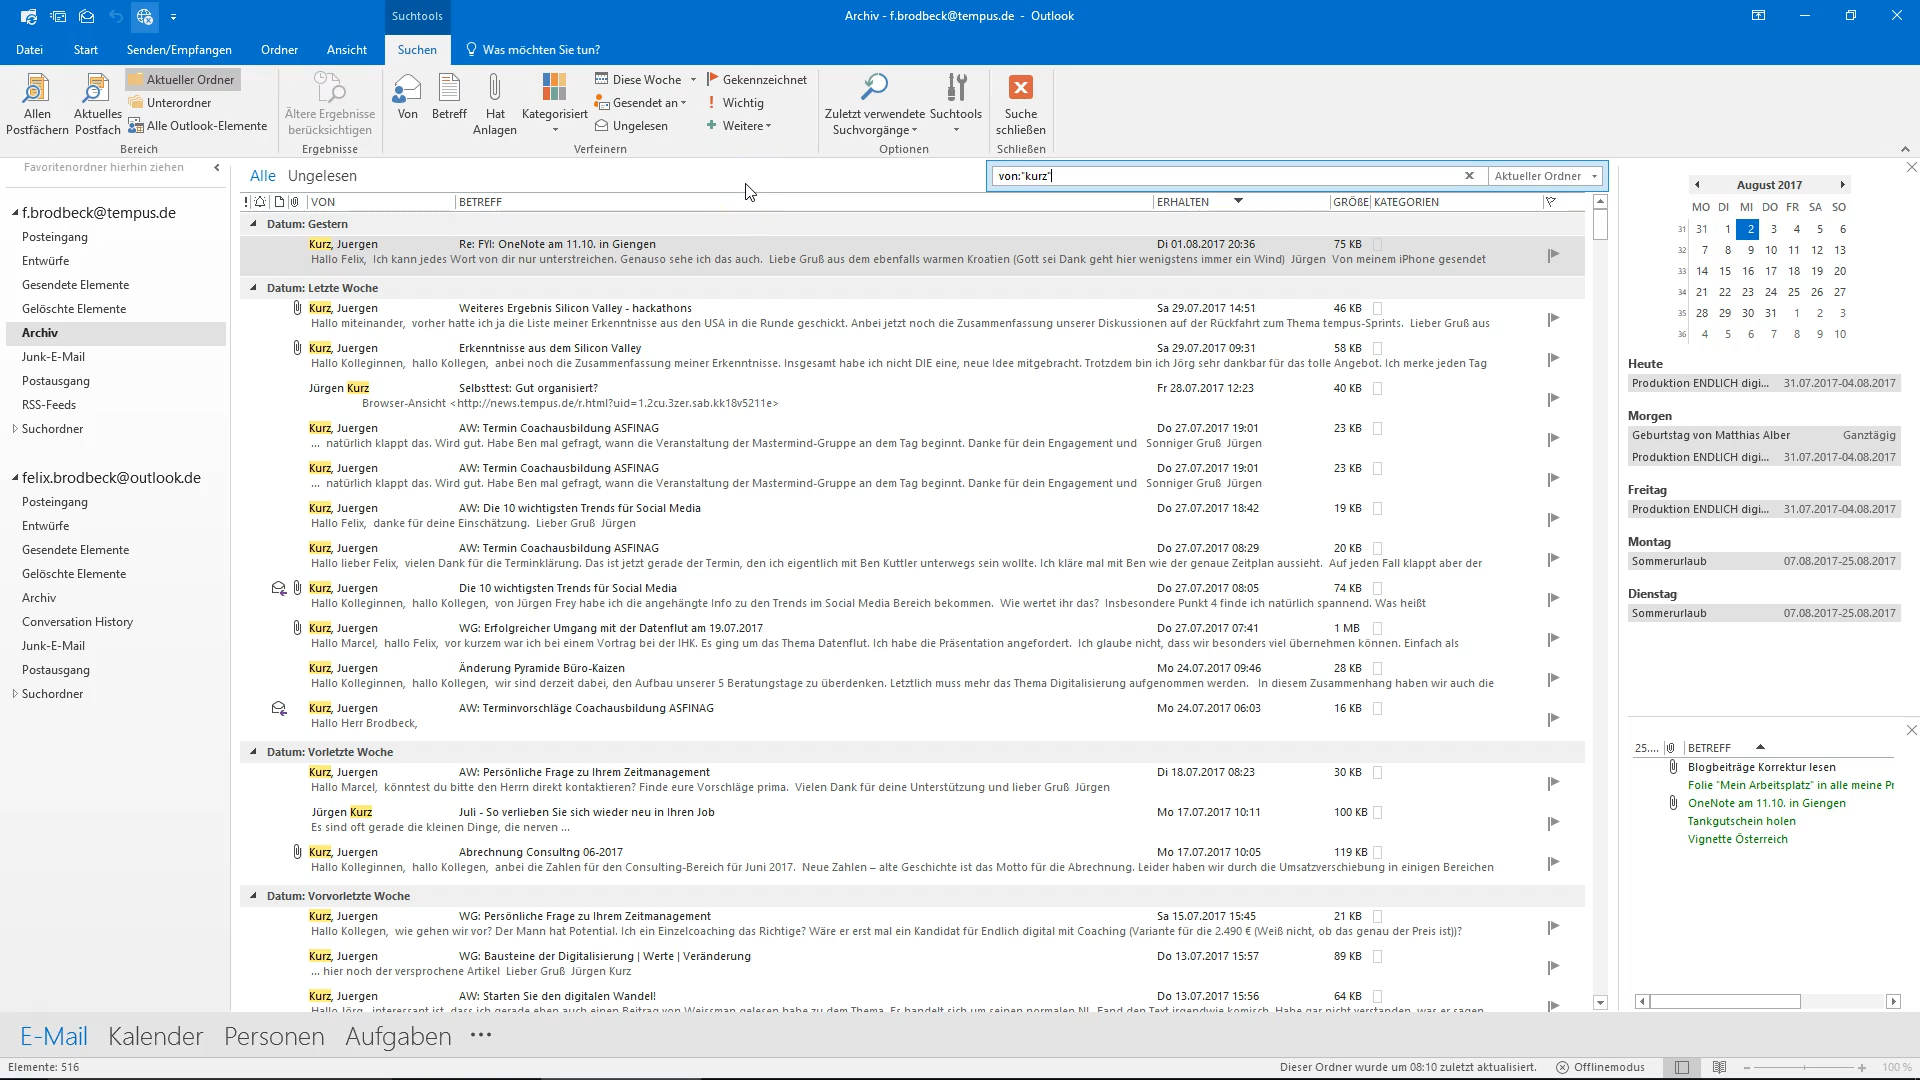 Suchtools
Archiv - f.brodbeck@tempus.de - Outlook
Datei Start Senden/Empfangen Ordner Ansicht Suchen Was möchten Sie tun?
Allen Postfächern
Aktuelles Postfach
Aktueller Ordner
Unterordner
Alle Outlook-Elemente
Bereich
Ältere Ergebnisse berücksichtigen
Ergebnisse
Von
Betreff
Hat Anlagen
Kategorisiert
Diese Woche
Gesendet an
Ungelesen
Gekennzeichnet
Wichtig
Weitere
Verfeinern
Zuletzt verwendete Suchvorgänge
Suchtools
Optionen
Suche schließen
Schließen
Favoritenordner hierhin ziehen
f.brodbeck@tempus.de
Posteingang
Entwürfe
Gesendete Elemente
Gelöschte Elemente
Archiv
Junk-E-Mail
Postausgang
RSS-Feeds
Suchordner
felix.brodbeck@outlook.de
Posteingang
Entwürfe
Gesendete Elemente
Gelöschte Elemente
Archiv
Conversation History
Junk-E-Mail
Postausgang
Suchordner
Alle Ungelesen
von:"kurz" Aktueller Ordner
VON BETREFF ERHALTEN GRÖßE KATEGORIEN
Datum: Gestern
Kurz, Juergen Re: FYI: OneNote am 11.10. in Giengen Di 01.08.2017 20:36 75 KB
Hallo Felix, Ich kann jedes Wort von dir nur unterstreichen. Genauso sehe ich das auch. Liebe Gruß aus dem ebenfalls warmen Kroatien (Gott sei Dank geht hier wenigstens immer ein Wind) Jürgen Von meinem iPhone gesendet
Datum: Letzte Woche
Kurz, Juergen Weiteres Ergebnis Silicon Valley - hackathons Sa 29.07.2017 14:51 46 KB
Hallo miteinander, vorher hatte ich ja die Liste meiner Erkenntnisse aus den USA in die Runde geschickt. Anbei jetzt noch die Zusammenfassung unserer Diskussionen auf der Rückfahrt zum Thema tempus-Sprints. Lieber Gruß aus
Kurz, Juergen Erkenntnisse aus dem Silicon Valley Sa 29.07.2017 09:31 58 KB
Hallo Kolleginnen, hallo Kollegen, anbei noch die Zusammenfassung meiner Erkenntnisse. Insgesamt habe ich nicht DIE eine, neue Idee mitgebracht. Trotzdem bin ich Jörg sehr dankbar für das tolle Angebot. Ich merke jeden Tag
Jürgen Kurz Selbsttest: Gut organisiert? Fr 28.07.2017 12:23 40 KB
Browser-Ansicht <http://news.tempus.de/r.html?uid=1.2cu.3zer.sab.kk18v5211e>
Kurz, Juergen AW: Termin Coachausbildung ASFINAG Do 27.07.2017 19:01 23 KB
... natürlich klappt das. Wird gut. Habe Ben mal gefragt, wann die Veranstaltung der Mastermind-Gruppe an dem Tag beginnt. Danke für dein Engagement und Sonniger Gruß Jürgen
Kurz, Juergen AW: Termin Coachausbildung ASFINAG Do 27.07.2017 19:01 23 KB
... natürlich klappt das. Wird gut. Habe Ben mal gefragt, wann die Veranstaltung der Mastermind-Gruppe an dem Tag beginnt. Danke für dein Engagement und Sonniger Gruß Jürgen
Kurz, Juergen AW: Die 10 wichtigsten Trends für Social Media Do 27.07.2017 18:42 19 KB
Hallo Felix, danke für deine Einschätzung. Lieber Gruß Jürgen
Kurz, Juergen AW: Termin Coachausbildung ASFINAG Do 27.07.2017 08:29 20 KB
Hallo lieber Felix, vielen Dank für die Terminklärung. Das ist jetzt gerade der Termin, den ich eigentlich mit Ben Kuttler unterwegs sein wollte. Ich kläre mal mit Ben wie der genaue Zeitplan aussieht. Auf jeden Fall klappt aber der
Kurz, Juergen Die 10 wichtigsten Trends für Social Media Do 27.07.2017 08:05 74 KB
Hallo Kolleginnen, hallo Kollegen, von Jürgen Frey habe ich die angehängte Info zu den Trends im Social Media Bereich bekommen. Wie wertet ihr das? Insbesondere Punkt 4 finde ich natürlich spannend. Was heißt
Kurz, Juergen WG: Erfolgreicher Umgang mit der Datenflut am 19.07.2017 Do 27.07.2017 07:41 1 MB
Hallo Marcel, hallo Felix, vor kurzem war ich bei einem Vortrag bei der IHK. Es ging um das Thema Datenflut. Ich habe die Präsentation angefordert. Ich glaube nicht, dass wir besonders viel übernehmen können. Einfach als
Kurz, Juergen Änderung Pyramide Büro-Kaizen Mo 24.07.2017 09:46 28 KB
Hallo Kolleginnen, hallo Kollegen, wir sind derzeit dabei, den Aufbau unserer 5 Beratungstage zu überdenken. Letztlich muss mehr das Thema Digitalisierung aufgenommen werden. In diesem Zusammenhang haben wir auch die
Kurz, Juergen AW: Terminvorschläge Coachausbildung ASFINAG Mo 24.07.2017 06:03 16 KB
Hallo Herr Brodbeck,
Datum: Vorletzte Woche
Kurz, Juergen AW: Persönliche Frage zu Ihrem Zeitmanagement Di 18.07.2017 08:23 30 KB
Hallo Marcel, könntest du bitte den Herrn direkt kontaktieren? Finde eure Vorschläge prima. Vielen Dank für deine Unterstützung und lieber Gruß Jürgen
Jürgen Kurz Juli - So verlieben Sie sich wieder neu in Ihren Job Mo 17.07.2017 10:11 100 KB
Es sind oft gerade die kleinen Dinge, die nerven ...
Kurz, Juergen Abrechnung Consultng 06-2017 Mo 17.07.2017 10:05 119 KB
Hallo Kolleginnen, hallo Kollegen, anbei die Zahlen für den Consulting-Bereich für Juni 2017. Neue Zahlen – alte Geschichte ist das Motto für die Abrechnung. Leider haben wir durch die Umsatzverschiebung in einigen Bereichen
Datum: Vorvorletzte Woche
Kurz, Juergen WG: Persönliche Frage zu Ihrem Zeitmanagement Sa 15.07.2017 15:45 21 KB
Hallo Kollegen, wie gehen wir vor? Der Mann hat Potential. Ich ein Einzelcoaching das Richtige? Wäre er erst mal ein Kandidat für Endlich digital mit Coaching (Variante für die 2.490 € (Weiß nicht, ob das genau der Preis ist))?
Kurz, Juergen WG: Bausteine der Digitalisierung | Werte | Veränderung Do 13.07.2017 15:57 89 KB
... hier noch der versprochene Artikel Lieber Gruß Jürgen Kurz
Kurz, Juergen AW: Starten Sie den digitalen Wandel! Do 13.07.2017 15:56 64 KB
Hallo Jörg, interessant ist, dass ich gerade eben auch einen Beitrag von Weissman gelesen habe zu dem Thema. Es handelt sich um seinen normalen NL. Fand den Text irgendwie komisch. Habe gar nicht verstanden, was er sagen
August 2017
MO DI MI DO FR SA SO
31 31 1 2 3 4 5 6
32 7 8 9 10 11 12 13
33 14 15 16 17 18 19 20
34 21 22 23 24 25 26 27
35 28 29 30 31 1 2 3
36 4 5 6 7 8 9 10
Heute
Produktion ENDLICH digi... 31.07.2017-04.08.2017
Morgen
Geburtstag von Matthias Alber Ganztägig
Produktion ENDLICH digi... 31.07.2017-04.08.2017
Freitag
Produktion ENDLICH digi... 31.07.2017-04.08.2017
Montag
Sommerurlaub 07.08.2017-25.08.2017
Dienstag
Sommerurlaub 07.08.2017-25.08.2017
25.... BETREFF
Blogbeiträge Korrektur lesen
Folie "Mein Arbeitsplatz" in alle meine Pr
OneNote am 11.10. in Giengen
Tankgutschein holen
Vignette Österreich
E-Mail Kalender Personen Aufgaben ...
Elemente: 516 Dieser Ordner wurde um 08:10 zuletzt aktualisiert. Offlinemodus 100 %